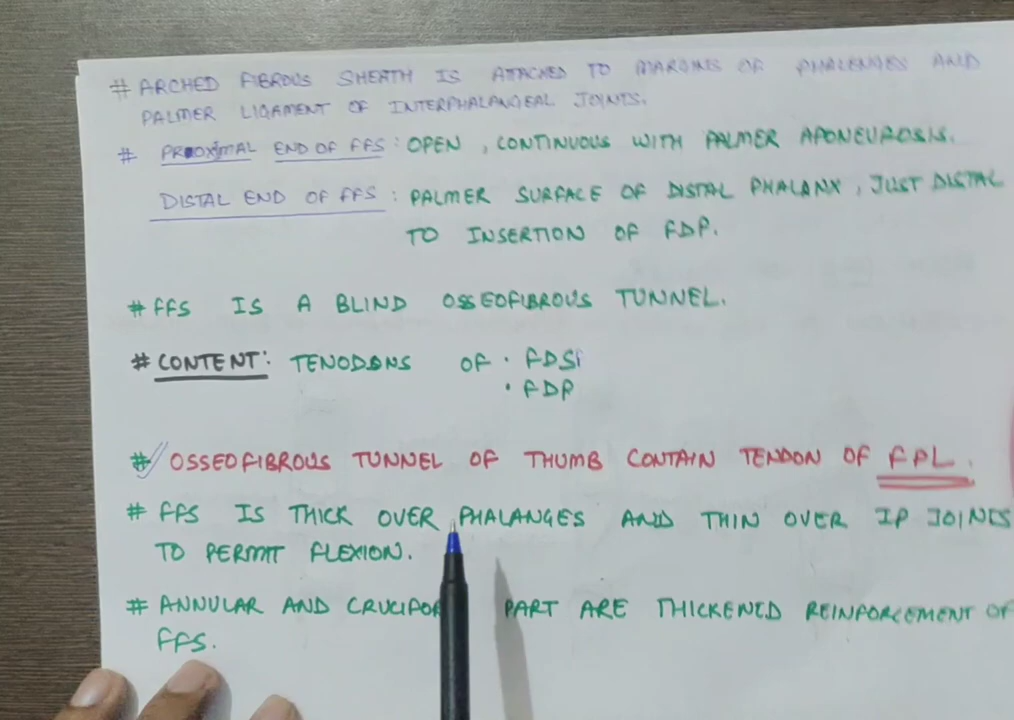 # ARCHED FIBROUS SHEATH IS ATTACHED TO MARGINS OF PHALENGES AND
PALMER LIGAMENT OF INTERPHALANGEAL JOINTS.
# PROXIMAL END OF FFS : OPEN , CONTINUOUS WITH PALMER APONEUROSIS.
DISTAL END OF FFS : PALMER SURFACE OF DISTAL PHALANX , JUST DISTAL
TO INSERTION OF FDP.
# FFS IS A BLIND OSSEOFIBROUS TUNNEL.
# CONTENT: TENODONS OF · FDS
· FDP
# OSSEOFIBROUS TUNNEL OF THUMB CONTAIN TENDON OF FPL.
# FFS IS THICK OVER PHALANGES AND THIN OVER IP JOINTS
TO PERMIT FLEXION.
# ANNULAR AND PART ARE THICKENED REINFORCEMENT OF
FFS.